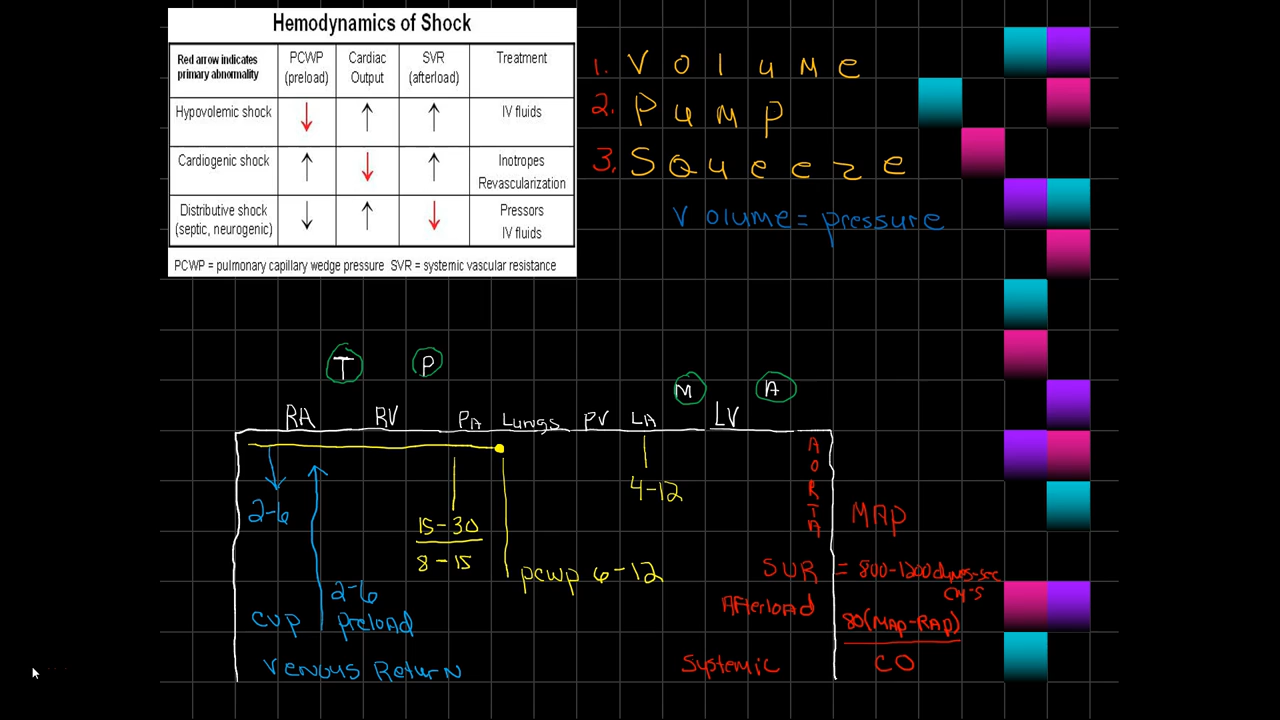 Hemodynamics of Shock
Red arrow indicates primary abnormality
PCWP (preload)
Cardiac Output
SVR (afterload)
Treatment
Hypovolemic shock ↓ ↑ ↑ IV fluids
Cardiogenic shock ↑ ↓ ↑ Inotropes Revascularization
Distributive shock (septic, neurogenic) ↓ ↑ ↓ Pressors IV fluids
PCWP = pulmonary capillary wedge pressure SVR = systemic vascular resistance
1. Volume
2. Pump
3. Squeeze
Volume = pressure
T P M A
RA RV PA Lungs PV LA LV
AORTA
2-6
15-30
8-15
4-12
pcwp 6-12
2-6
CVP Preload
Venous Return
MAP
SVR = 800-1200 dynes-sec
cm-5
Afterload
80(MAP-RAP)
CO
Systemic